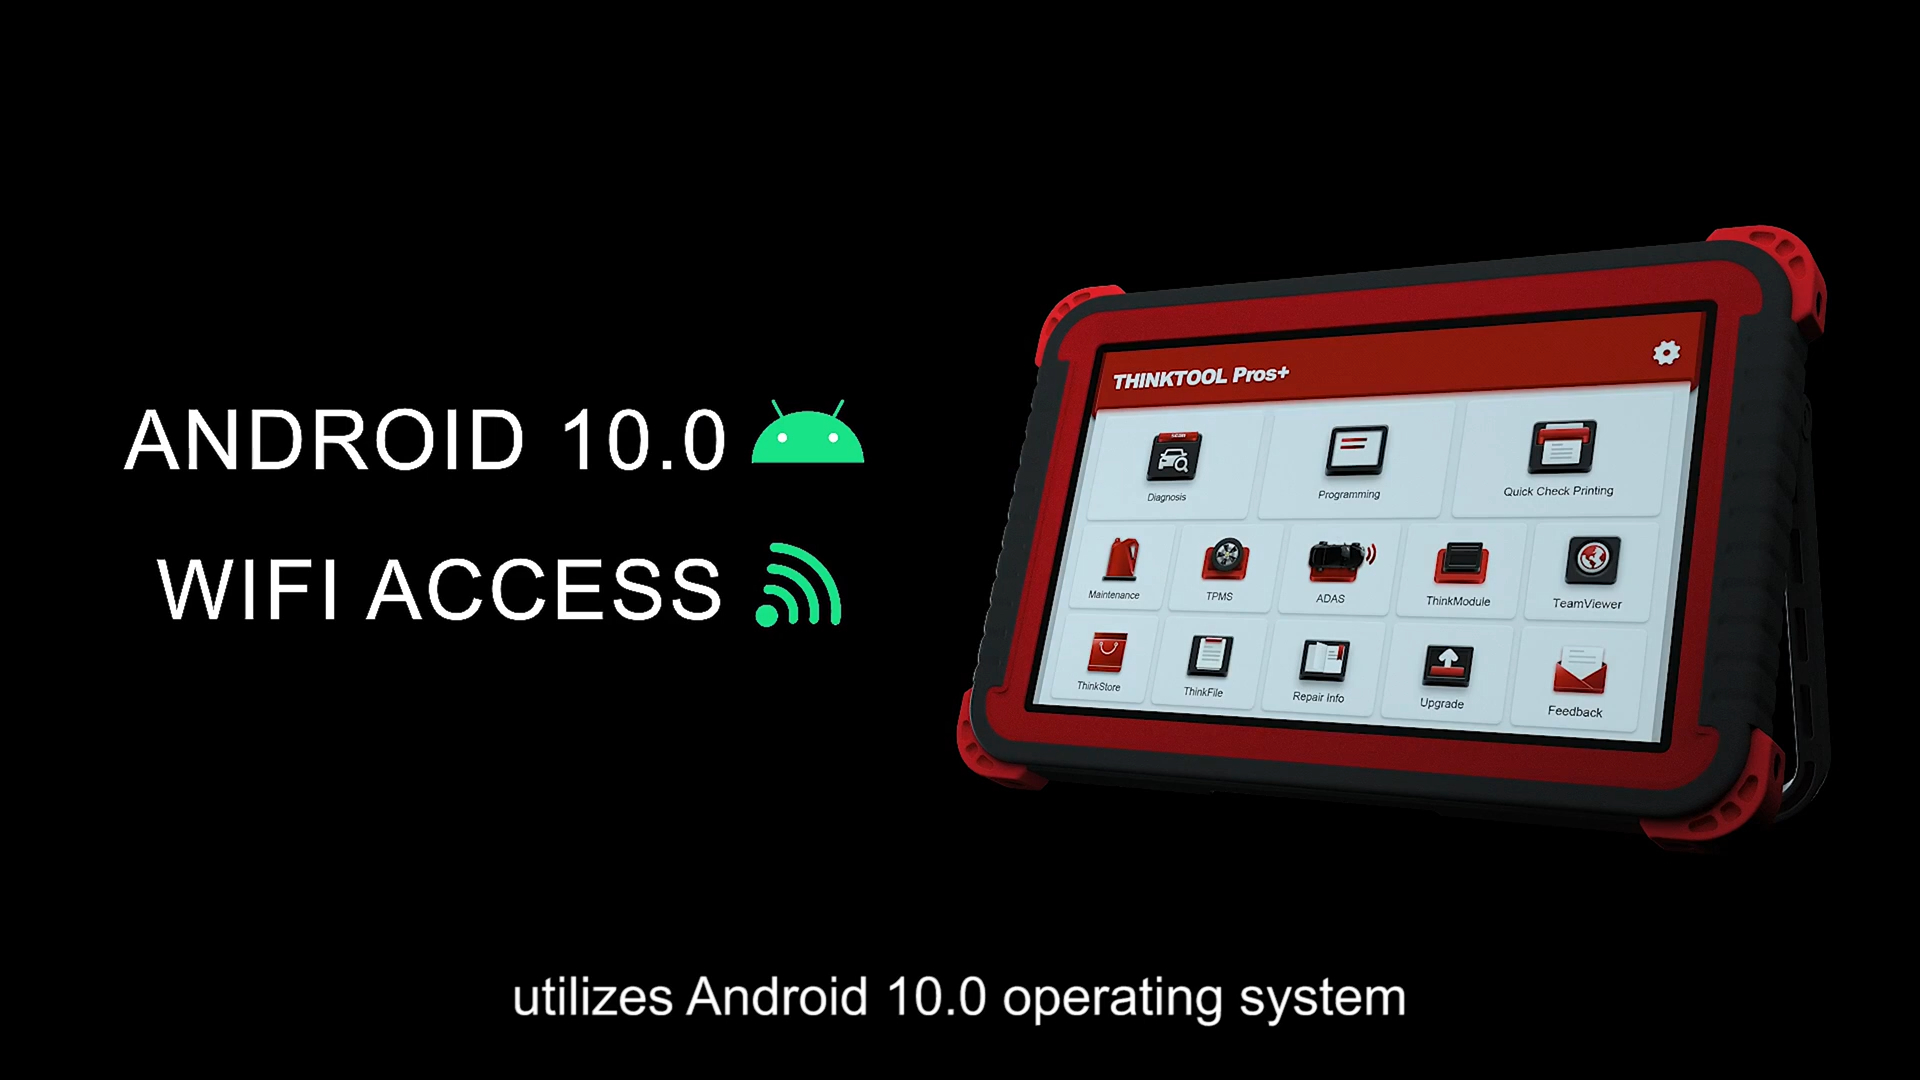 ANDROID 10.0
WIFI ACCESS
THINKTOOL Pros+
Diagnosis
Programming
Quick Check Printing
Maintenance
TPMS
ADAS
ThinkModule
TeamViewer
ThinkStore
ThinkFile
Repair Info
Upgrade
Feedback
utilizes Android 10.0 operating system